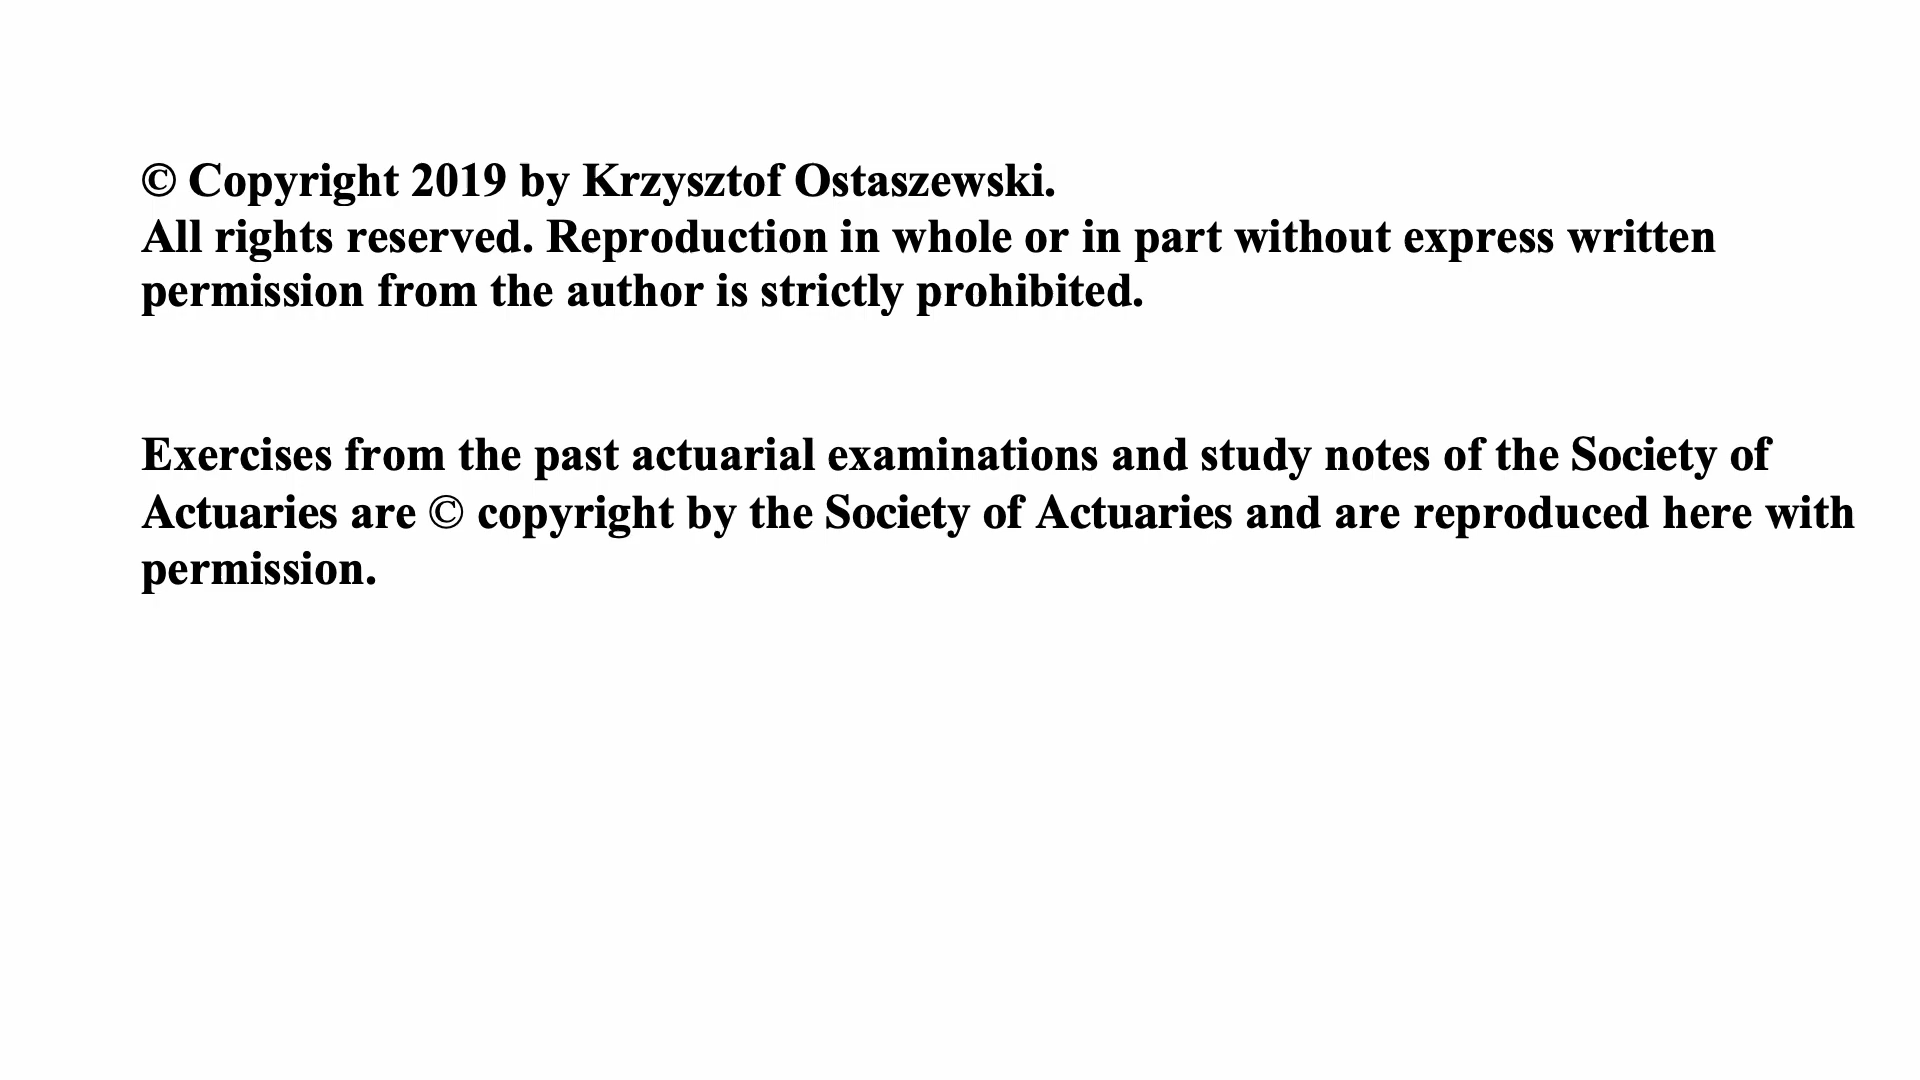 © Copyright 2019 by Krzysztof Ostaszewski.
All rights reserved. Reproduction in whole or in part without express written
permission from the author is strictly prohibited.
Exercises from the past actuarial examinations and study notes of the Society of
Actuaries are © copyright by the Society of Actuaries and are reproduced here with
permission.